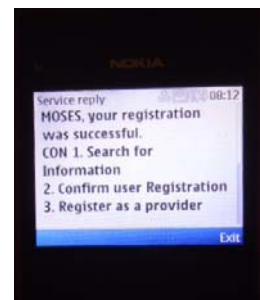 NOKIA
Service reply 08:12
MOSES, your registration
was successful.
CON 1. Search for
Information
2. Confirm user Registration
3. Register as a provider
Exit